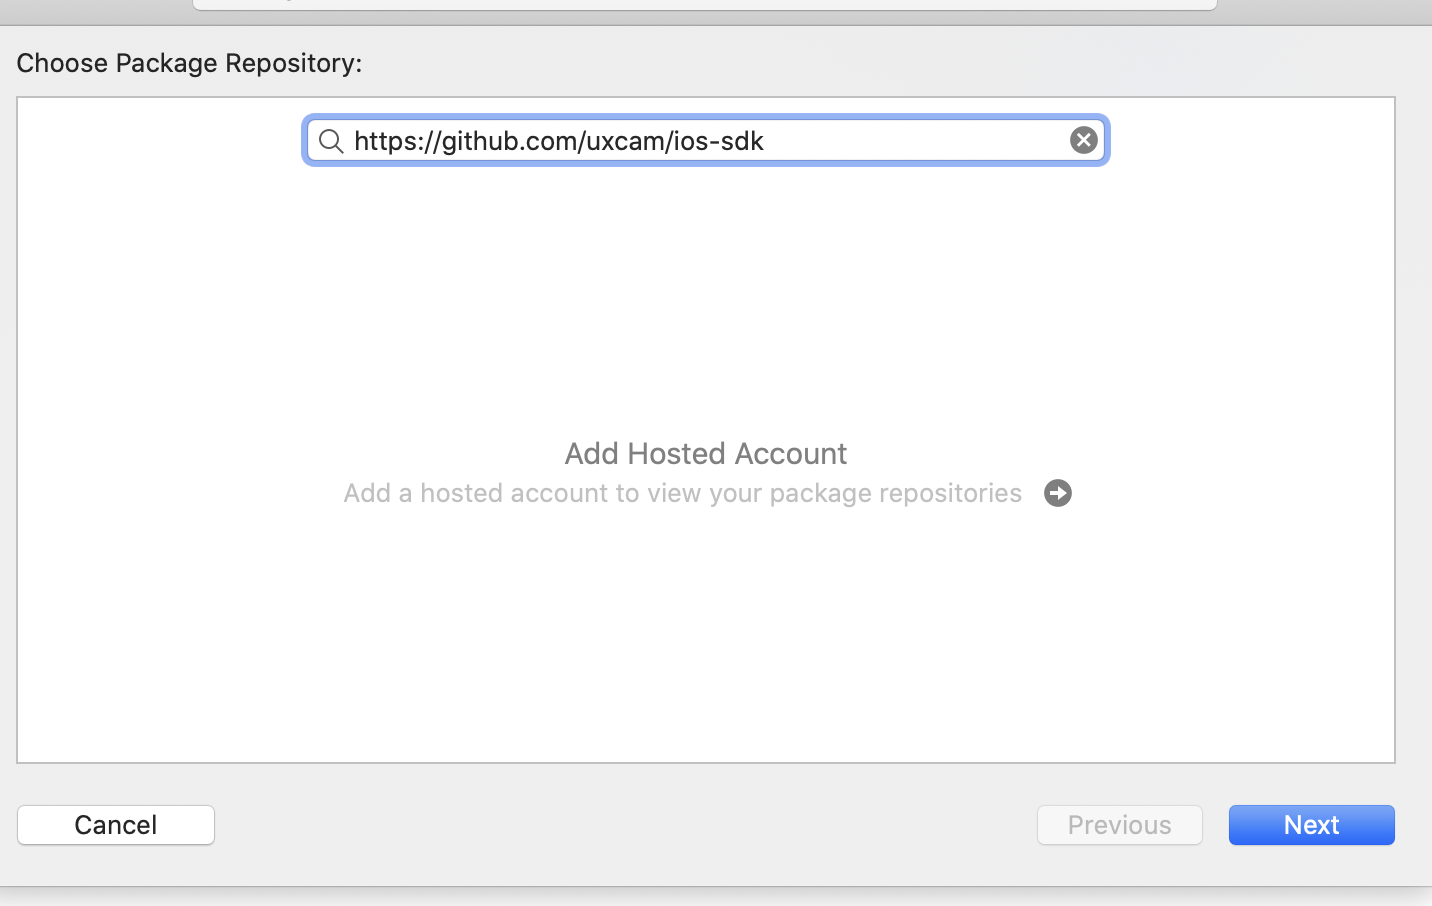 Choose Package Repository:
https://github.com/uxcam/ios-sdk
Add Hosted Account
Add a hosted account to view your package repositories
Cancel
Previous
Next